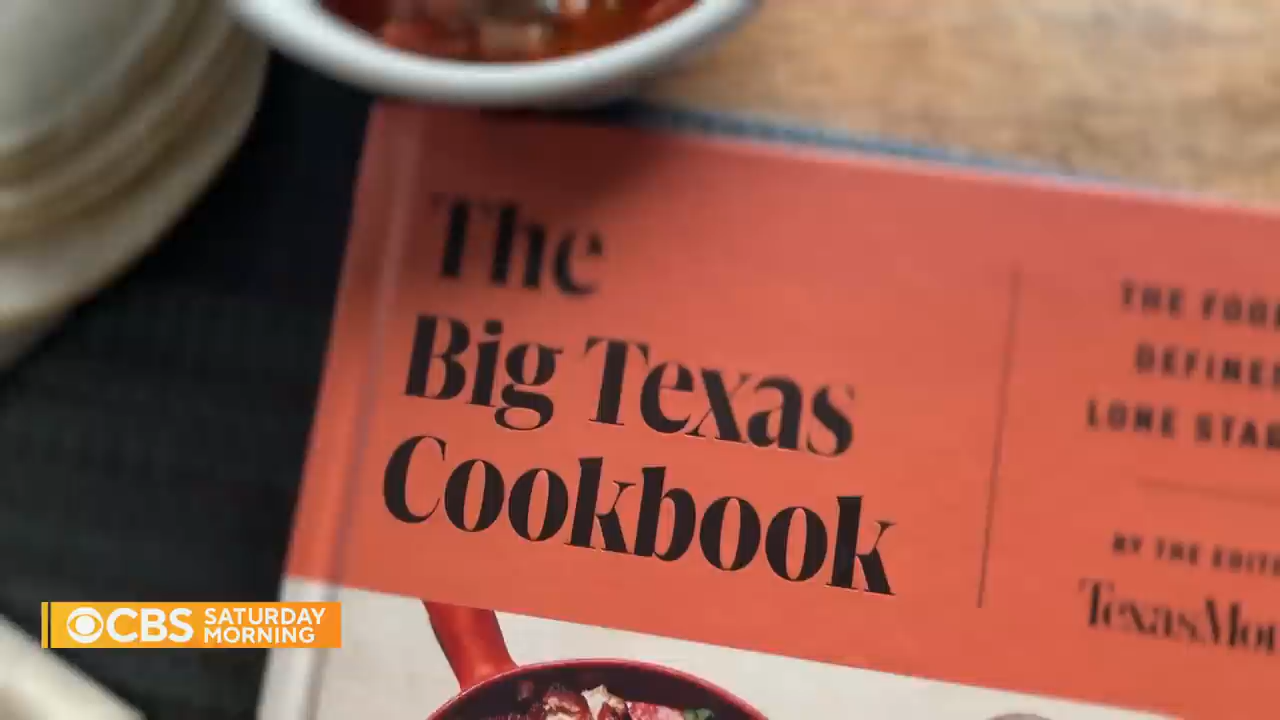 The
Big Texas
Cookbook
THE FOO
DEFINE
LONE STA
BY THE EDIT
TexasMo
CBS SATURDAY
MORNING